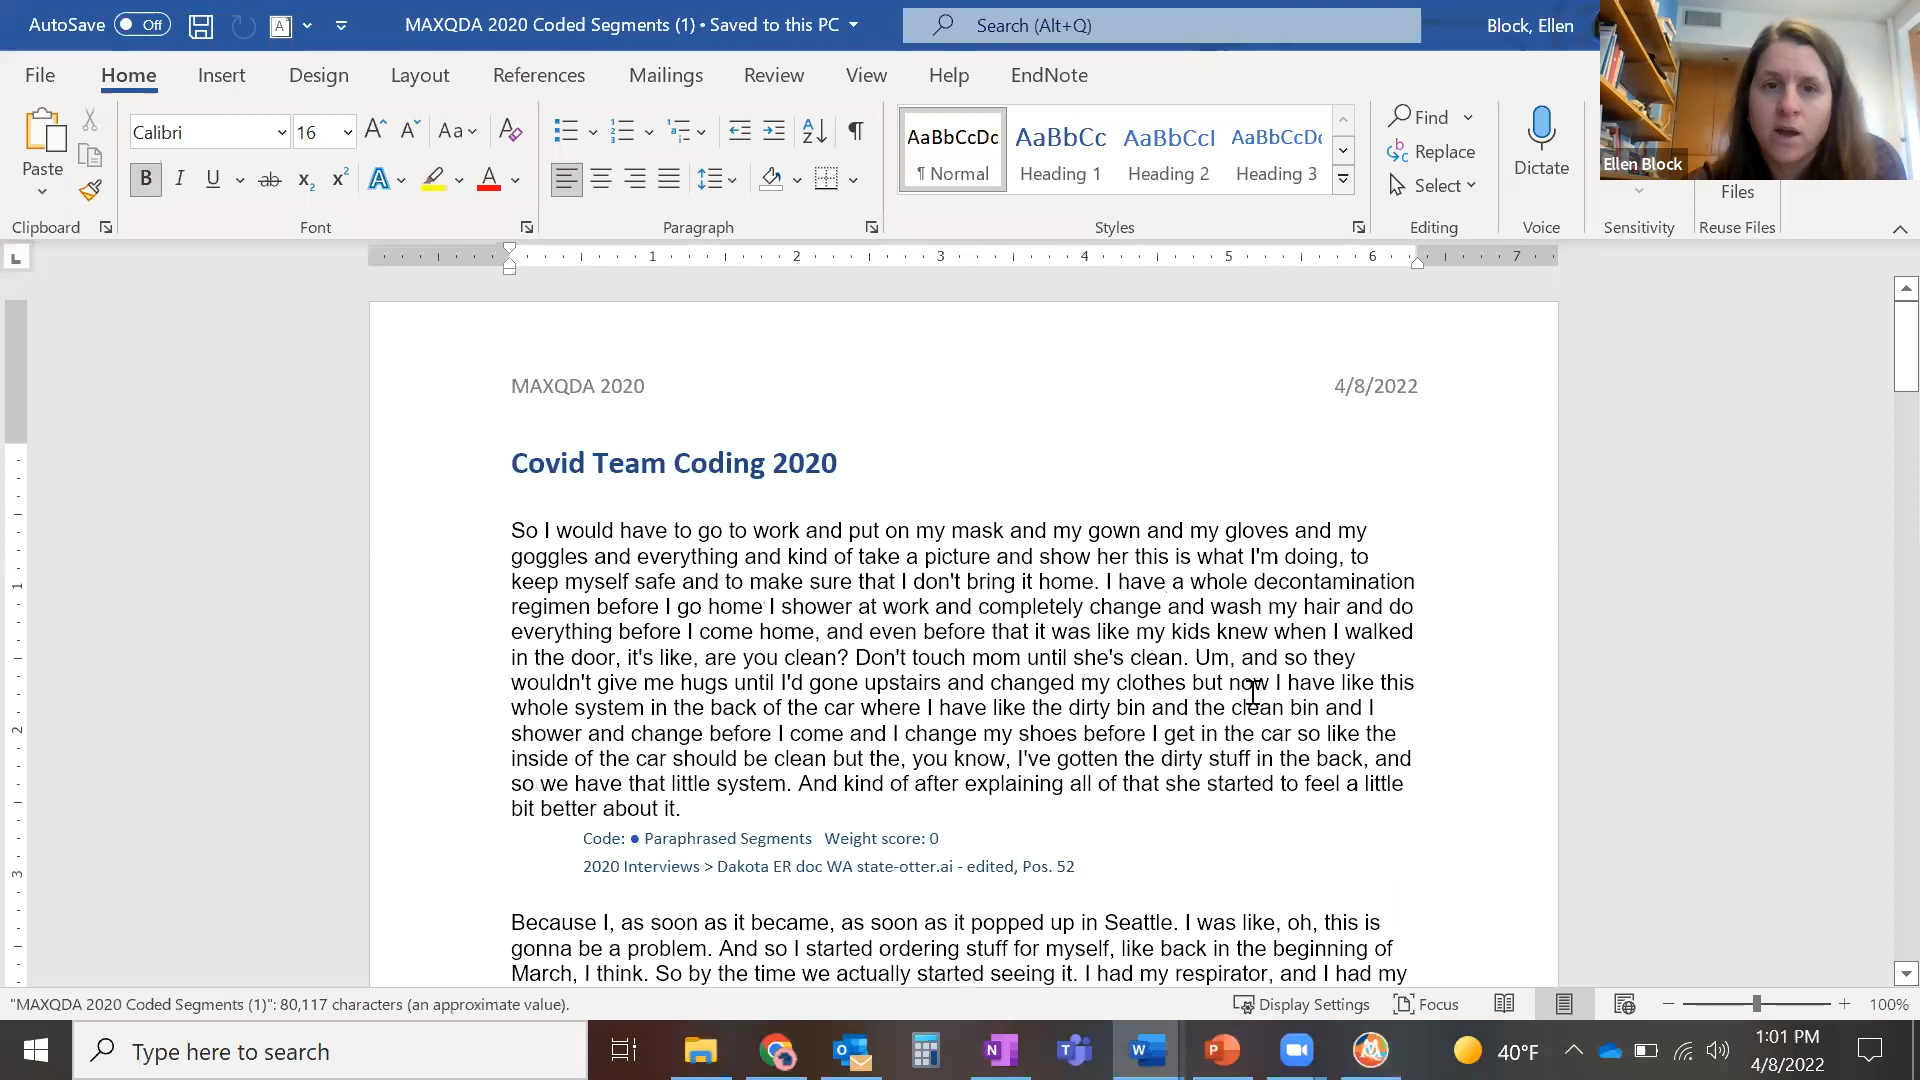 AutoSave Off
MAXQDA 2020 Coded Segments (1) • Saved to this PC
Search (Alt+Q)
Block, Ellen
File Home Insert Design Layout References Mailings Review View Help EndNote
Paste
Clipboard
Calibri 16
Font
Paragraph
AaBbCcDc AaBbCc AaBbCcI AaBbCcDc
¶ Normal Heading 1 Heading 2 Heading 3
Styles
Find
Replace
Select
Editing
Dictate
Voice
Sensitivity
Files
Reuse Files
Ellen Block
1 2 3 4 5 6 7
MAXQDA 2020 4/8/2022
Covid Team Coding 2020
So I would have to go to work and put on my mask and my gown and my gloves and my
goggles and everything and kind of take a picture and show her this is what I'm doing, to
keep myself safe and to make sure that I don't bring it home. I have a whole decontamination
regimen before I go home I shower at work and completely change and wash my hair and do
everything before I come home, and even before that it was like my kids knew when I walked
in the door, it's like, are you clean? Don't touch mom until she's clean. Um, and so they
wouldn't give me hugs until I'd gone upstairs and changed my clothes but now I have like this
whole system in the back of the car where I have like the dirty bin and the clean bin and I
shower and change before I come and I change my shoes before I get in the car so like the
inside of the car should be clean but the, you know, I've gotten the dirty stuff in the back, and
so we have that little system. And kind of after explaining all of that she started to feel a little
bit better about it.
Code: ● Paraphrased Segments Weight score: 0
2020 Interviews > Dakota ER doc WA state-otter.ai - edited, Pos. 52
Because I, as soon as it became, as soon as it popped up in Seattle. I was like, oh, this is
gonna be a problem. And so I started ordering stuff for myself, like back in the beginning of
March, I think. So by the time we actually started seeing it. I had my respirator, and I had my
1
2
3
"MAXQDA 2020 Coded Segments (1)": 80,117 characters (an approximate value).
Display Settings Focus 100%
Type here to search
40°F
1:01 PM
4/8/2022